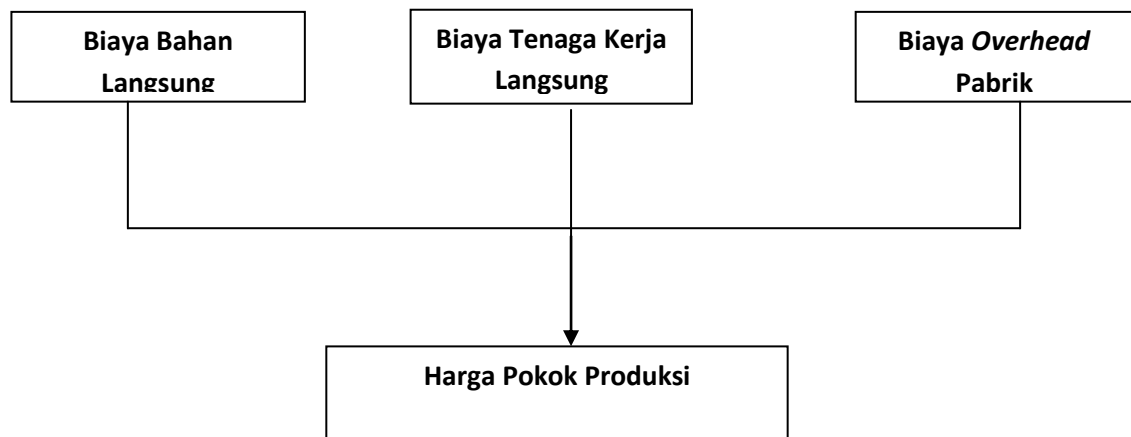 Biaya Bahan
Langsung
Biaya Tenaga Kerja
Langsung
Biaya Overhead
Pabrik
Harga Pokok Produksi